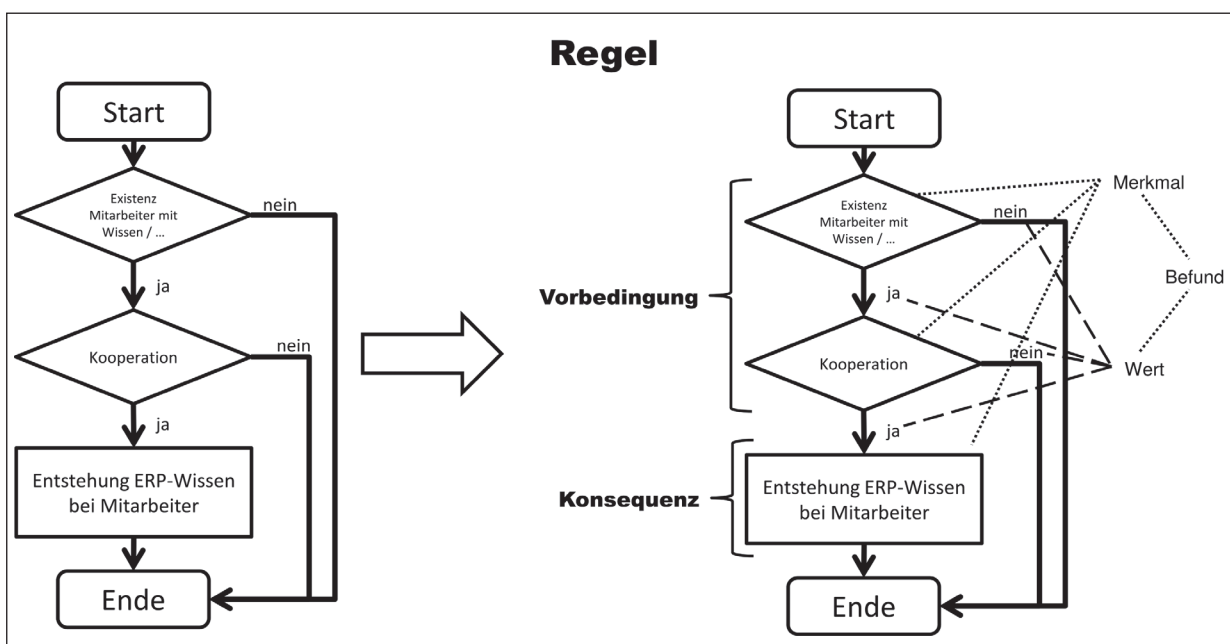 Regel
Start
Existenz
Mitarbeiter mit
Wissen / ...
nein
ja
Kooperation
nein
ja
Entstehung ERP-Wissen
bei Mitarbeiter
Ende
Start
Existenz
Mitarbeiter mit
Wissen / ...
nein
ja
Kooperation
nein
ja
Entstehung ERP-Wissen
bei Mitarbeiter
Ende
Vorbedingung
Konsequenz
Merkmal
Befund
Wert